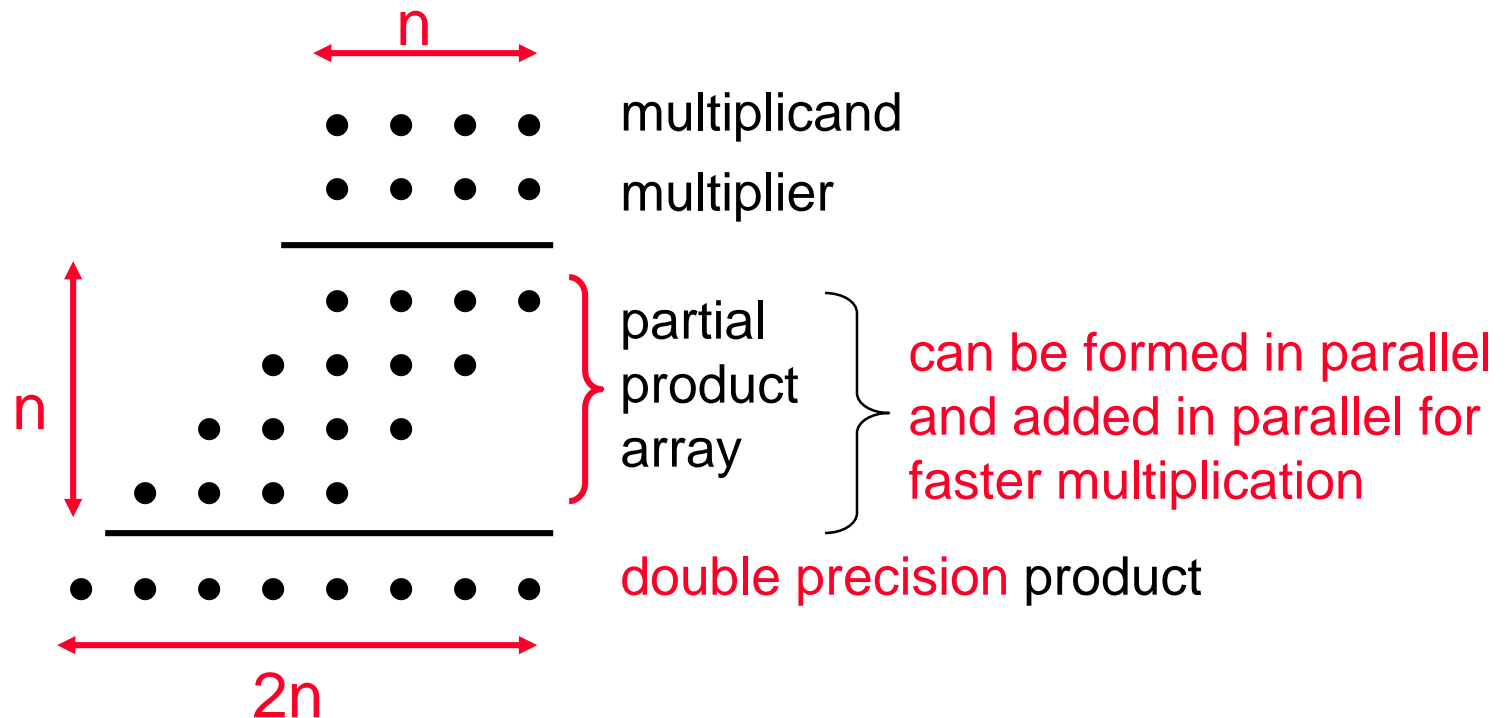 n
multiplicand
multiplier
n
partial
product
array
can be formed in parallel
and added in parallel for
faster multiplication
double precision product
2n